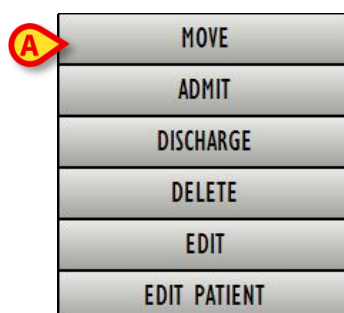 A
MOVE
ADMIT
DISCHARGE
DELETE
EDIT
EDIT PATIENT